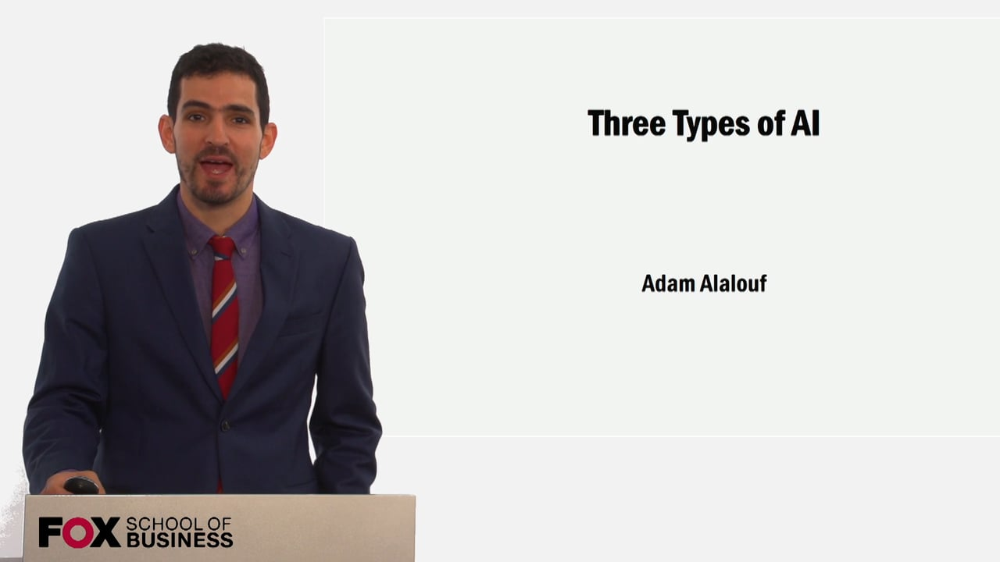 Three Types of AI
Adam Alalouf
FOX SCHOOL OF
BUSINESS